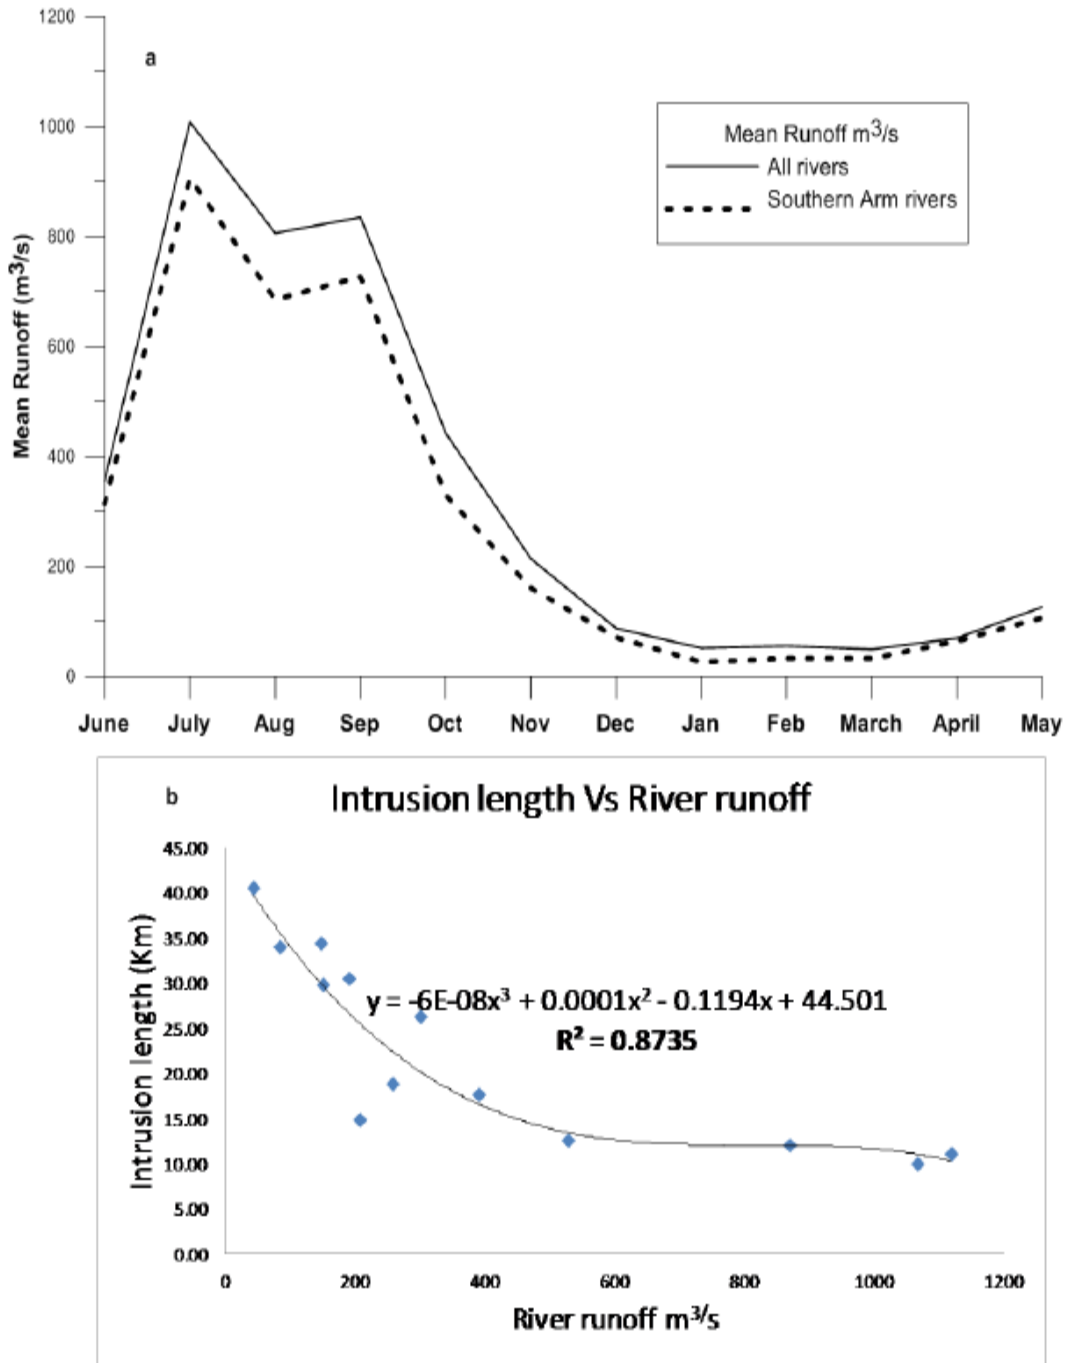 1200
a
1000
800
600
400
200
0
Mean Runoff (m³/s)
Mean Runoff m³/s
All rivers
Southern Arm rivers
June July Aug Sep Oct Nov Dec Jan Feb March April May
b
Intrusion length Vs River runoff
45.00
40.00
35.00
30.00
25.00
20.00
15.00
10.00
5.00
0.00
Intrusion length (Km)
y = -6E-08x³ + 0.0001x² - 0.1194x + 44.501
R² = 0.8735
0 200 400 600 800 1000 1200
River runoff m³/s